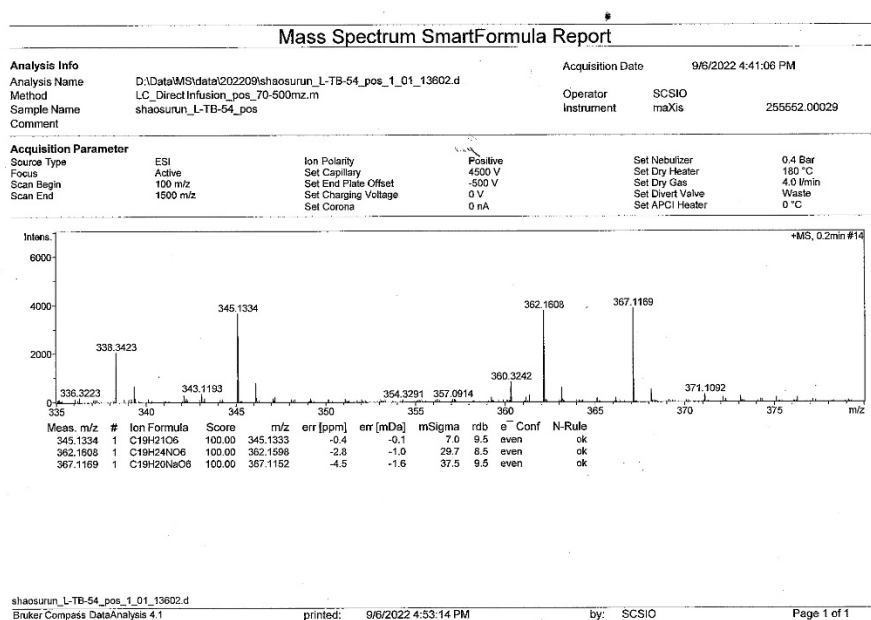 #
Mass Spectrum SmartFormula Report
Analysis Info Acquisition Date 9/6/2022 4:41:06 PM
Analysis Name D:\Data\MS\data\202209\shaosurun_L-TB-54_pos_1_01_13602.d
Method LC_Direct Infusion_pos_70-500mz.m Operator SCSIO
Sample Name shaosurun_L-TB-54_pos Instrument maXis 255552.00029
Comment
Acquisition Parameter
Source Type ESI Ion Polarity Positive Set Nebulizer 0.4 Bar
Focus Active Set Capillary 4500 V Set Dry Heater 180 °C
Scan Begin 100 m/z Set End Plate Offset -500 V Set Dry Gas 4.0 l/min
Scan End 1500 m/z Set Charging Voltage 0 V Set Divert Valve Waste
Set Corona 0 nA Set APCI Heater 0 °C
Intens. +MS, 0.2min #14
6000
4000
2000
0
336.3223 338.3423 343.1193 345.1334 354.3291 357.0914 360.3242 362.1608 367.1169 371.1092
335 340 345 350 355 360 365 370 375 m/z
Meas. m/z # Ion Formula Score m/z err [ppm] err [mDa] mSigma rdb e⁻ Conf N-Rule
345.1334 1 C19H21O6 100.00 345.1333 -0.4 -0.1 7.0 9.5 even ok
362.1608 1 C19H24NO6 100.00 362.1598 -2.8 -1.0 29.7 8.5 even ok
367.1169 1 C19H20NaO6 100.00 367.1152 -4.5 -1.6 37.5 9.5 even ok
shaosurun_L-TB-54_pos_1_01_13602.d
Bruker Compass DataAnalysis 4.1 printed: 9/6/2022 4:53:14 PM by: SCSIO Page 1 of 1